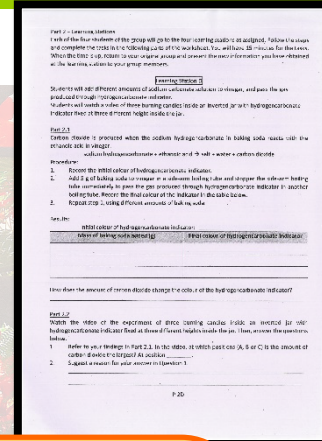 Part 2 – Learning Stations
Each of the four students of the group will go to the four learning stations as assigned. Follow the steps
and complete the tasks in the following parts of the worksheet. You will have 15 minutes for the tasks.
When the time is up, return to your original group and present the new information you have obtained
at the learning station to your group members.
Learning Station D
Students will add different amounts of sodium carbonate solution to vinegar, and pass the gas
produced through hydrogencarbonate indicator.
Students will watch a video of three burning candles inside an inverted jar with hydrogencarbonate
indicator fixed at three different height inside the jar.
Part 2.1
Carbon dioxide is produced when the sodium hydrogencarbonate in baking soda reacts with the
ethanoic acid in vinegar.
sodium hydrogencarbonate + ethanoic acid → salt + water + carbon dioxide
Procedure:
1. Record the initial colour of hydrogencarbonate indicator.
2. Add 5 g of baking soda to vinegar in a side-arm boiling tube and stopper the side-arm boiling
tube immediately to pass the gas produced through hydrogencarbonate indicator in another
boiling tube. Record the final colour of the indicator in the table below.
3. Repeat step 2, using different amounts of baking soda
Results:
Initial colour of hydrogencarbonate indicator:
Mass of baking soda added (g) Final colour of hydrogencarbonate indicator
How does the amount of carbon dioxide change the colour of the hydrogencarbonate indicator?
Part 2.2
Watch the video of the experiment of three burning candles inside an inverted jar with
hydrogencarbonate indicator fixed at three different heights inside the jar. Then, answer the questions
below.
1. Refer to your findings in Part 2.1. In the video, at which positions (A, B or C) is the amount of
carbon dioxide the largest? At position
2. Suggest a reason for your answer in Question 1.
P 20